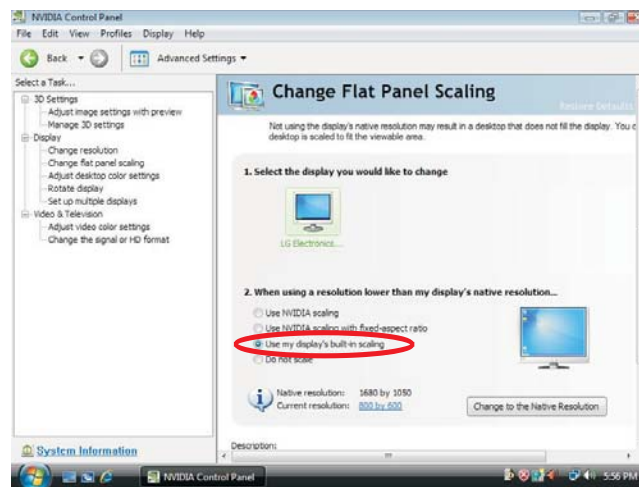 NVIDIA Control Panel
File Edit View Profiles Display Help
Back Advanced Settings
Select a Task...
3D Settings
Adjust image settings with preview
Manage 3D settings
Display
Change resolution
Change flat panel scaling
Adjust desktop color settings
Rotate display
Set up multiple displays
Video & Television
Adjust video color settings
Change the signal or HD format
System Information
Change Flat Panel Scaling
Restore Defaults
Not using the display's native resolution may result in a desktop that does not fill the display. You c
desktop is scaled to fit the viewable area.
1. Select the display you would like to change
LG Electronics...
2. When using a resolution lower than my display's native resolution...
Use NVIDIA scaling
Use NVIDIA scaling with fixed-aspect ratio
Use my display's built-in scaling
Do not scale
Native resolution: 1680 by 1050
Current resolution: 800 by 600
Change to the Native Resolution
Description:
NVIDIA Control Panel
5:56 PM